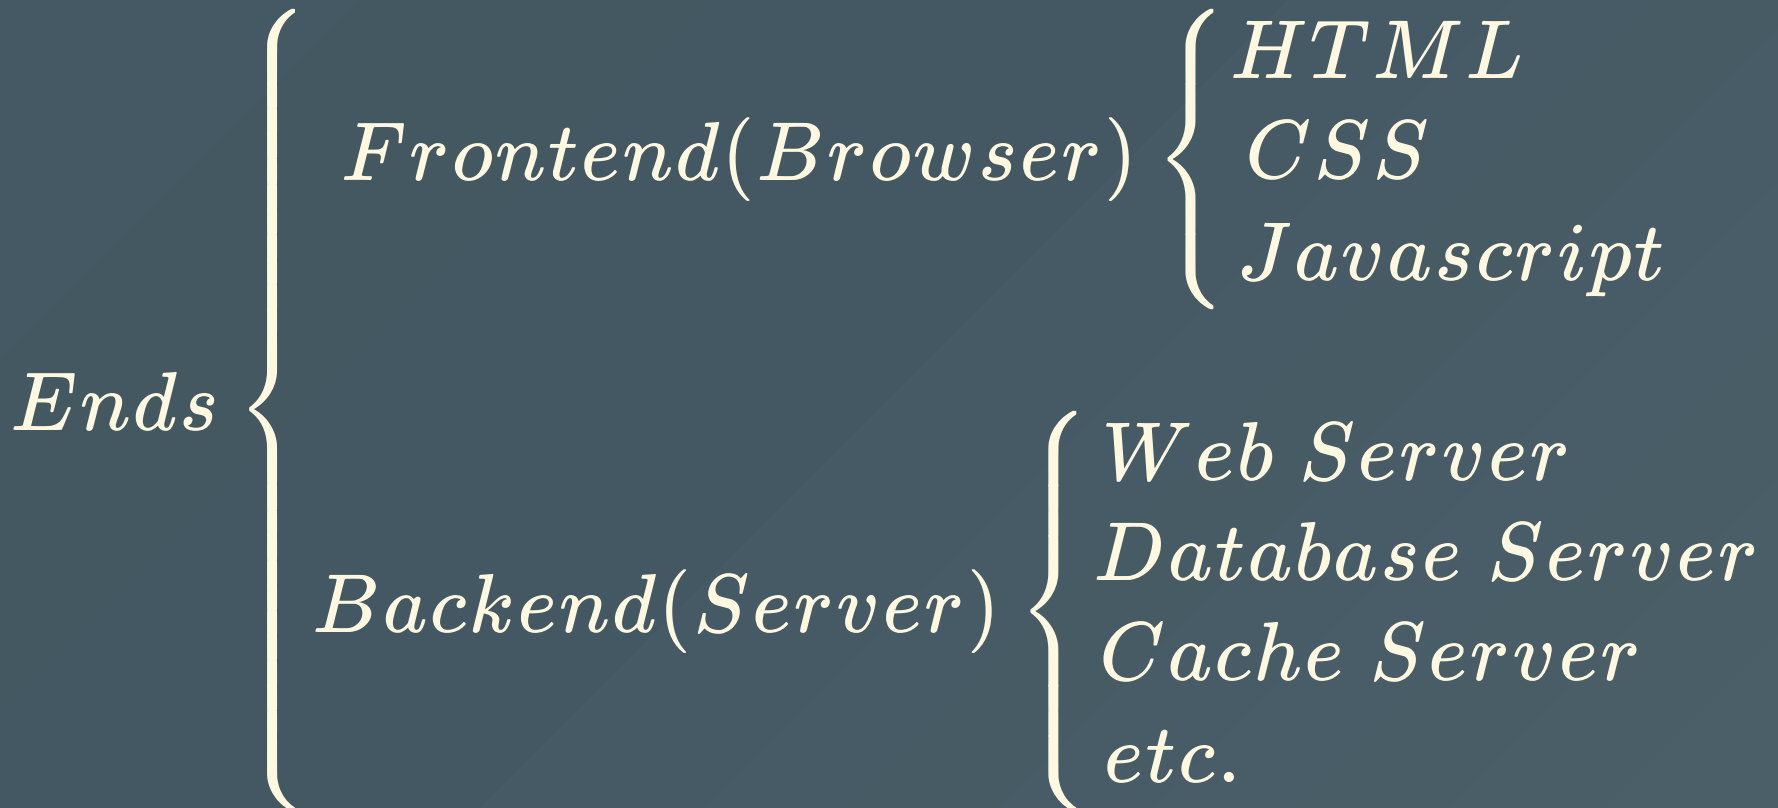 Ends
Frontend(Browser)
HTML
CSS
Javascript
Backend(Server)
Web Server
Database Server
Cache Server
etc.